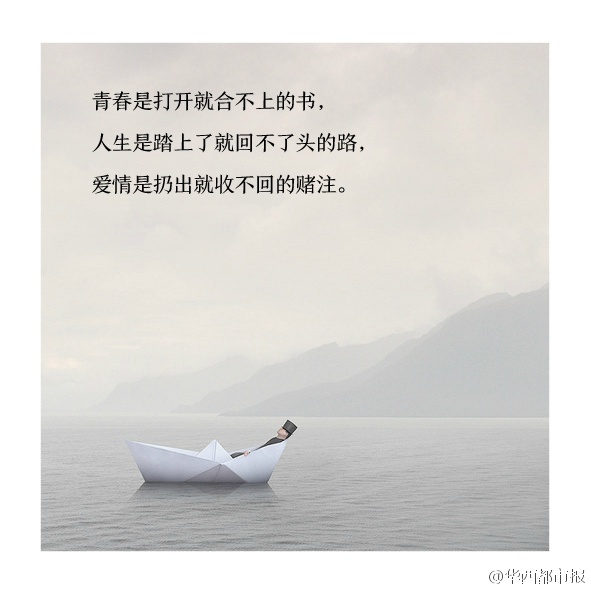 青春是打开就合不上的书，
人生是踏上了就回不了头的路，
爱情是扔出就收不回的赌注。
@华西都市报